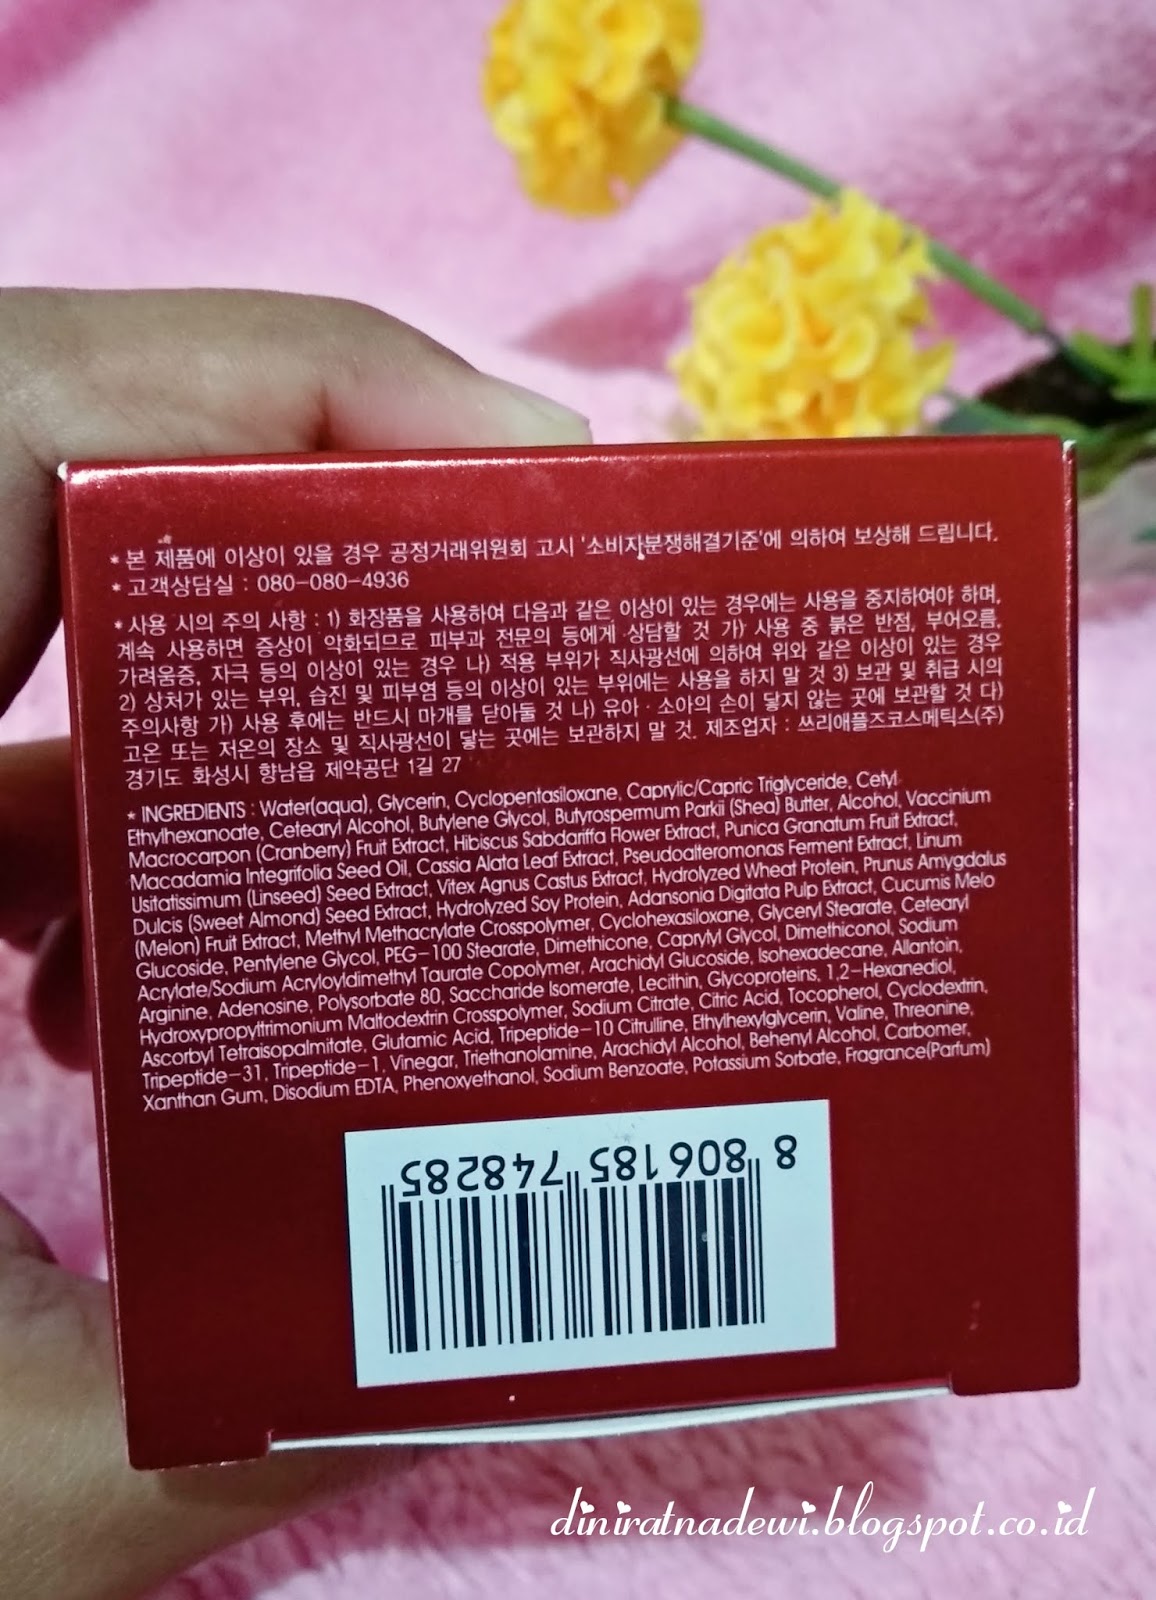 * 본 제품에 이상이 있을 경우 공정거래위원회 고시 '소비자분쟁해결기준'에 의하여 보상해 드립니다.
* 고객상담실 : 080-080-4936
* 사용 시의 주의 사항 : 1) 화장품을 사용하여 다음과 같은 이상이 있는 경우에는 사용을 중지하여야 하며,
계속 사용하면 증상이 악화되므로 피부과 전문의 등에게 상담할 것 가) 사용 중 붉은 반점, 부어오름,
가려움증, 자극 등의 이상이 있는 경우 나) 적용 부위가 직사광선에 의하여 위와 같은 이상이 있는 경우
2) 상처가 있는 부위, 습진 및 피부염 등의 이상이 있는 부위에는 사용을 하지 말 것 3) 보관 및 취급 시의
주의사항 가) 사용 후에는 반드시 마개를 닫아둘 것 나) 유아 · 소아의 손이 닿지 않는 곳에 보관할 것 다)
고온 또는 저온의 장소 및 직사광선이 닿는 곳에는 보관하지 말 것. 제조업자 : 쓰리애플즈코스메틱스(주)
경기도 화성시 향남읍 제약공단 1길 27
* INGREDIENTS : Water(aqua), Glycerin, Cyclopentasiloxane, Caprylic/Capric Triglyceride, Cetyl
Ethylhexanoate, Cetearyl Alcohol, Butylene Glycol, Butyrospermum Parkii (Shea) Butter, Alcohol, Vaccinium
Macrocarpon (Cranberry) Fruit Extract, Hibiscus Sabdariffa Flower Extract, Punica Granatum Fruit Extract,
Macadamia Integrifolia Seed Oil, Cassia Alata Leaf Extract, Pseudoalteromonas Ferment Extract, Linum
Usitatissimum (Linseed) Seed Extract, Vitex Agnus Castus Extract, Hydrolyzed Wheat Protein, Prunus Amygdalus
Dulcis (Sweet Almond) Seed Extract, Hydrolyzed Soy Protein, Adansonia Digitata Pulp Extract, Cucumis Melo
(Melon) Fruit Extract, Methyl Methacrylate Crosspolymer, Cyclohexasiloxane, Glyceryl Stearate, Cetearyl
Glucoside, Pentylene Glycol, PEG-100 Stearate, Dimethicone, Caprylyl Glycol, Dimethiconol, Sodium
Acrylate/Sodium Acryloyldimethyl Taurate Copolymer, Arachidyl Glucoside, Isohexadecane, Allantoin,
Arginine, Adenosine, Polysorbate 80, Saccharide Isomerate, Lecithin, Glycoproteins, 1,2-Hexanediol,
Hydroxypropyltrimonium Maltodextrin Crosspolymer, Sodium Citrate, Citric Acid, Tocopherol, Cyclodextrin,
Ascorbyl Tetraisopalmitate, Glutamic Acid, Tripeptide-10 Citrulline, Ethylhexylglycerin, Valine, Threonine,
Tripeptide-31, Tripeptide-1, Vinegar, Triethanolamine, Arachidyl Alcohol, Behenyl Alcohol, Carbomer,
Xanthan Gum, Disodium EDTA, Phenoxyethanol, Sodium Benzoate, Potassium Sorbate, Fragrance(Parfum)
8 806185 748285
diniratnadewi.blogspot.co.id